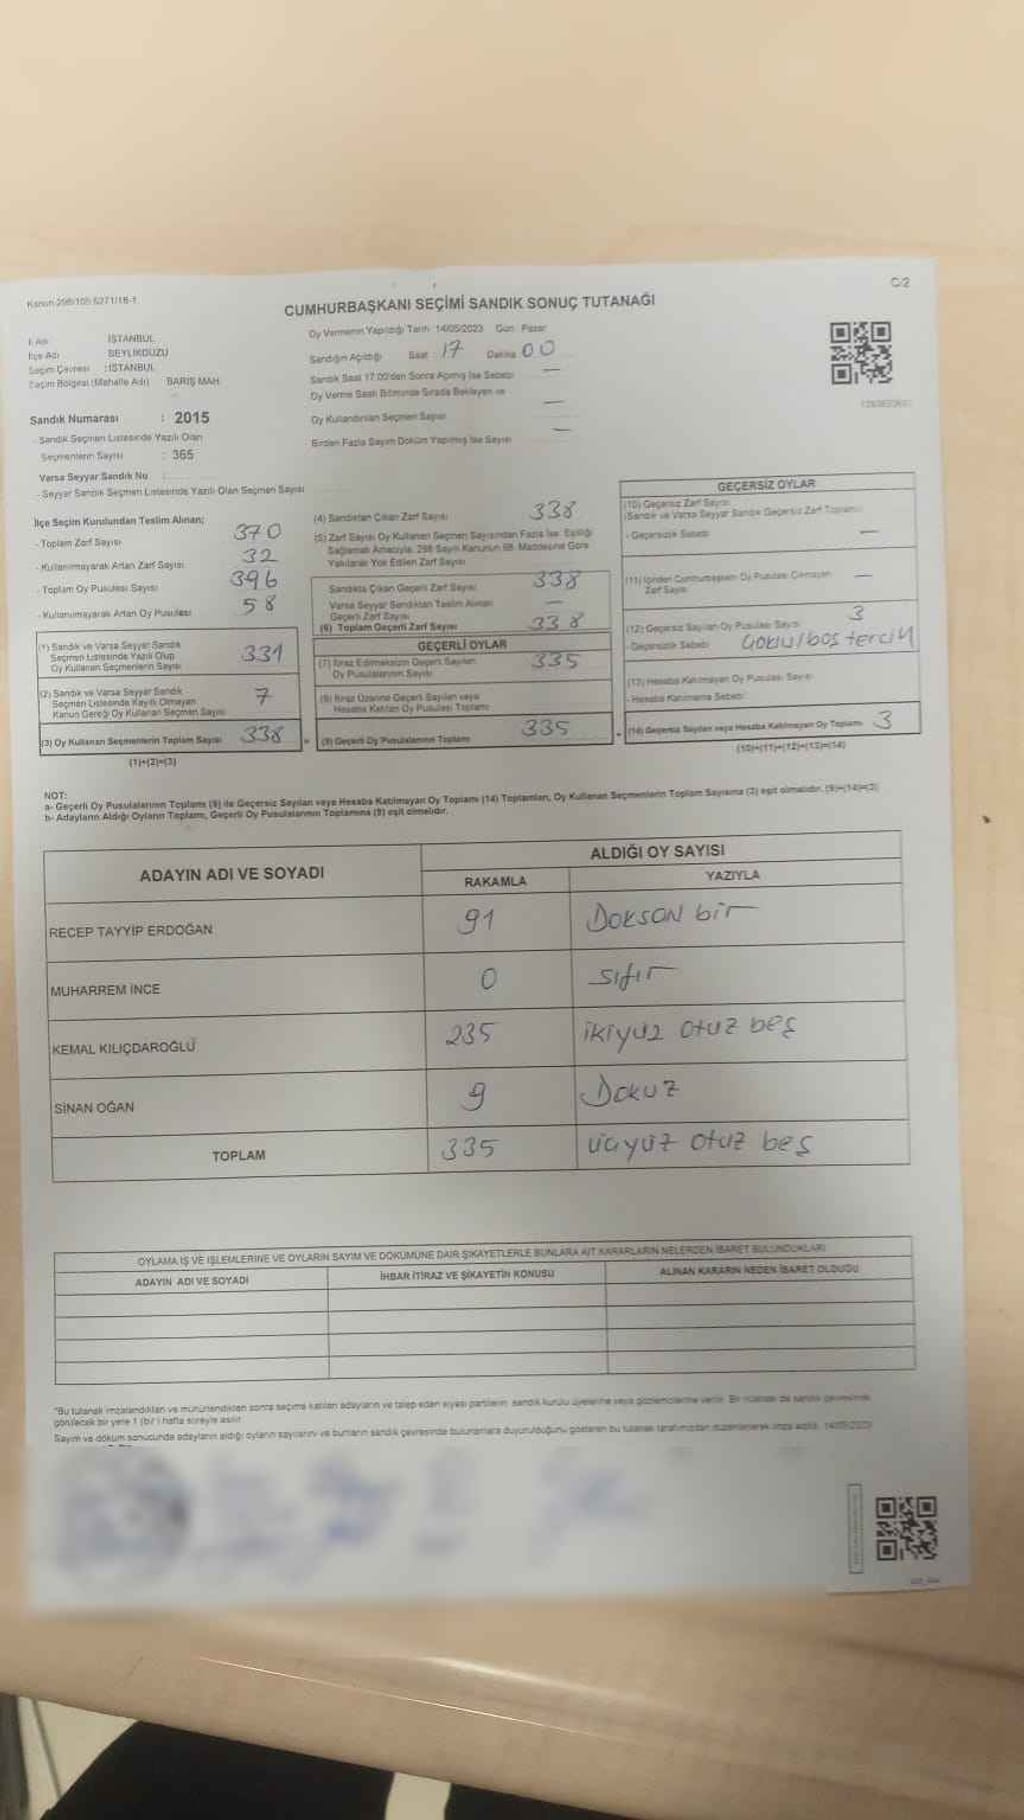 Kanun 298/105 6271/18-1
C/2
CUMHURBAŞKANI SEÇİMİ SANDIK SONUÇ TUTANAĞI
İl Adı İSTANBUL
İlçe Adı BEYLİKDÜZÜ
Seçim Çevresi :İSTANBUL
Seçim Bölgesi (Mahalle Adı) BARIŞ MAH.
Sandık Numarası : 2015
- Sandık Seçmen Listesinde Yazılı Olan
Seçmenlerin Sayısı : 365
Varsa Seyyar Sandık No
- Seyyar Sandık Seçmen Listesinde Yazılı Olan Seçmen Sayısı
Oy Vermenin Yapıldığı Tarih 14/05/2023 Gün Pazar
Sandığın Açıldığı Saat 17 Dakika 00
Sandık Saat 17:00'den Sonra Açılmış İse Sebebi —
Oy Verme Saati Bitiminde Sırada Bekleyen ve
Oy Kullandırılan Seçmen Sayısı —
Birden Fazla Sayım Döküm Yapılmış İse Sayısı —
İlçe Seçim Kurulundan Teslim Alınan;
- Toplam Zarf Sayısı 370
- Kullanılmayarak Artan Zarf Sayısı 32
- Toplam Oy Pusulası Sayısı 396
- Kullanılmayarak Artan Oy Pusulası 58
(1) Sandık ve Varsa Seyyar Sandık
Seçmen Listesinde Yazılı Olup
Oy Kullanan Seçmenlerin Sayısı 331
(2) Sandık ve Varsa Seyyar Sandık
Seçmen Listesinde Kayıtlı Olmayan
Kanun Gereği Oy Kullanan Seçmen Sayısı 7
(3) Oy Kullanan Seçmenlerin Toplam Sayısı 338
(1)+(2)=(3)
(4) Sandıktan Çıkan Zarf Sayısı 338
(5) Zarf Sayısı Oy Kullanan Seçmen Sayısından Fazla İse; Eşitliği
Sağlamak Amacıyla, 298 Sayılı Kanunun 98. Maddesine Göre
Yakılarak Yok Edilen Zarf Sayısı
Sandıkta Çıkan Geçerli Zarf Sayısı 338
Varsa Seyyar Sandıktan Teslim Alınan
Geçerli Zarf Sayısı —
(6) Toplam Geçerli Zarf Sayısı 338
GEÇERLİ OYLAR
(7) İtiraz Edilmeksizin Geçerli Sayılan
Oy Pusulalarının Sayısı 335
(8) İtiraz Üzerine Geçerli Sayılan veya
Hesaba Katılan Oy Pusulası Toplamı
(9) Geçerli Oy Pusulalarının Toplamı 335
GEÇERSİZ OYLAR
(10) Geçersiz Zarf Sayısı
(Sandık ve Varsa Seyyar Sandık Geçersiz Zarf Toplamı)
- Geçersizlik Sebebi —
(11) İçinden Cumhurbaşkanı Oy Pusulası Çıkmayan
Zarf Sayısı —
(12) Geçersiz Sayılan Oy Pusulası Sayısı 3
- Geçersizlik Sebebi boş tercih
(13) Hesaba Katılmayan Oy Pusulası Sayısı
- Hesaba Katılmama Sebebi
(14) Geçersiz Sayılan veya Hesaba Katılmayan Oy Toplamı 3
(10)+(11)+(12)+(13)=(14)
NOT:
a- Geçerli Oy Pusulalarının Toplamı (9) ile Geçersiz Sayılan veya Hesaba Katılmayan Oy Toplamı (14) Toplamları, Oy Kullanan Seçmenlerin Toplam Sayısına (3) eşit olmalıdır. (9)+(14)=(3)
b- Adayların Aldığı Oyların Toplamı, Geçerli Oy Pusulalarının Toplamına (9) eşit olmalıdır.
ADAYIN ADI VE SOYADI
ALDIĞI OY SAYISI
RAKAMLA YAZIYLA
RECEP TAYYİP ERDOĞAN 91 Doksan bir
MUHARREM İNCE 0 sıfır
KEMAL KILIÇDAROĞLU 235 ikiyüz otuz beş
SİNAN OĞAN 9 Dokuz
TOPLAM 335 üçyüz otuz beş
OYLAMA İŞ VE İŞLEMLERİNE VE OYLARIN SAYIM VE DÖKÜMÜNE DAİR ŞİKAYETLERLE BUNLARA AİT KARARLARIN NELERDEN İBARET BULUNDUKLARI
ADAYIN ADI VE SOYADI İHBAR İTİRAZ VE ŞİKAYETİN KONUSU ALINAN KARARIN NEDEN İBARET OLDUĞU
"Bu tutanak imzalandıktan ve mühürlendikten sonra seçime katılan adayların ve talep eden siyasi partilerin sandık kurulu üyelerine veya gözlemcilerine verilir. Bir nüshası da sandık çevresinde
görülecek bir yere 1 (bir) hafta süreyle asılır.
Sayım ve döküm sonucunda adayların aldığı oyların sayılarını ve bunların sandık çevresinde bulunanlara duyurulduğunu gösteren bu tutanak tarafımızdan düzenlenerek imza edildi. 14/05/2023